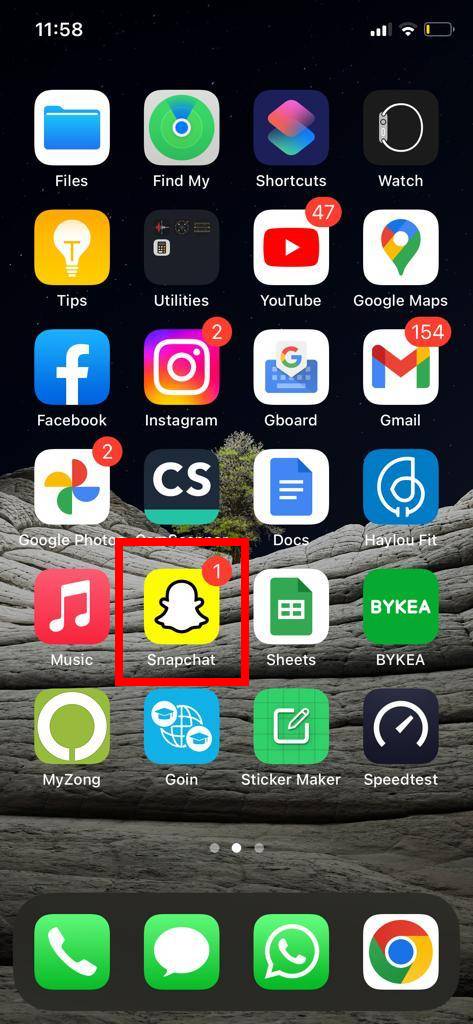 11:58
Files
Find My
Shortcuts
Watch
47
Tips
Utilities
YouTube
Google Maps
2
154
Facebook
Instagram
Gboard
Gmail
2
CS
Google Photo
CamScanner
Docs
Haylou Fit
1
BYKEA
Music
Snapchat
Sheets
BYKEA
MyZong
Goin
Sticker Maker
Speedtest